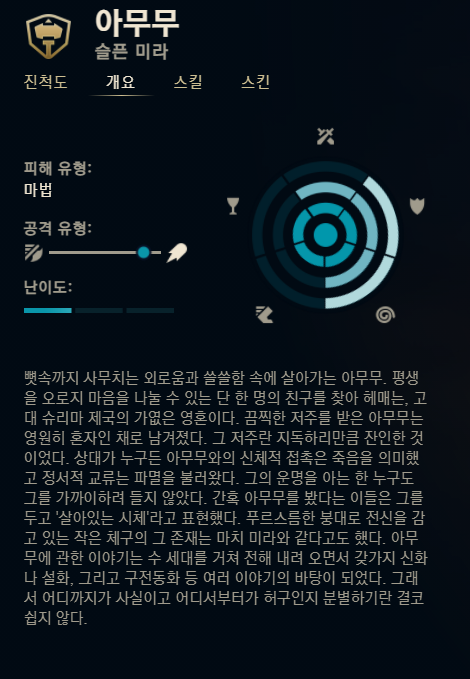 아무무
슬픈 미라
진척도 개요 스킬 스킨
피해 유형:
마법
공격 유형:
난이도:
뼛속까지 사무치는 외로움과 쓸쓸함 속에 살아가는 아무무. 평생
을 오로지 마음을 나눌 수 있는 단 한 명의 친구를 찾아 헤매는, 고
대 슈리마 제국의 가엾은 영혼이다. 끔찍한 저주를 받은 아무무는
영원히 혼자인 채로 남겨졌다. 그 저주란 지독하리만큼 잔인한 것
이었다. 상대가 누구든 아무무와의 신체적 접촉은 죽음을 의미했
고 정서적 교류는 파멸을 불러왔다. 그의 운명을 아는 한 누구도
그를 가까이하려 들지 않았다. 간혹 아무무를 봤다는 이들은 그를
두고 '살아있는 시체'라고 표현했다. 푸르스름한 붕대로 전신을 감
고 있는 작은 체구의 그 존재는 마치 미라와 같다고도 했다. 아무
무에 관한 이야기는 수 세대를 거쳐 전해 내려 오면서 갖가지 신화
나 설화, 그리고 구전동화 등 여러 이야기의 바탕이 되었다. 그래
서 어디까지가 사실이고 어디서부터가 허구인지 분별하기란 결코
쉽지 않다.